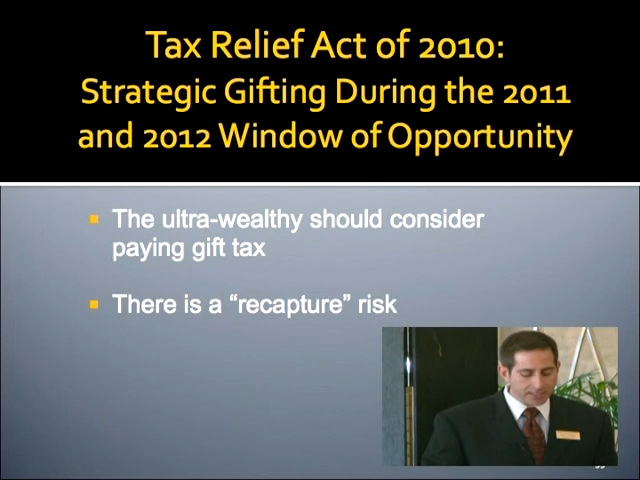 Tax Relief Act of 2010:
Strategic Gifting During the 2011
and 2012 Window of Opportunity
The ultra-wealthy should consider
paying gift tax
There is a “recapture” risk